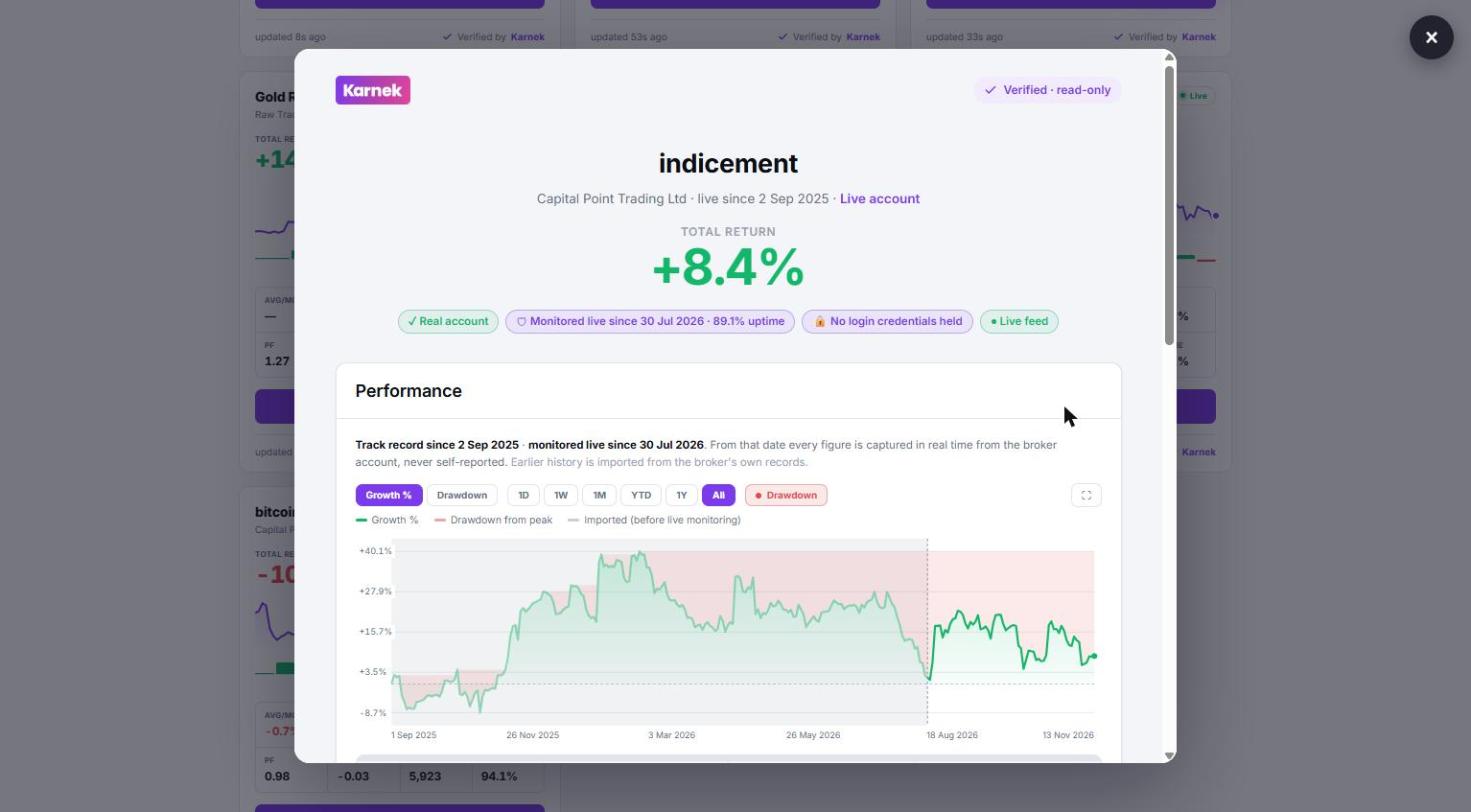 updated 8s ago
Verified by Karnek
updated 53s ago
Verified by Karnek
updated 33s ago
Verified by Karnek
Karnek
Verified · read-only
indicement
Capital Point Trading Ltd · live since 2 Sep 2025 · Live account
TOTAL RETURN
+8.4%
✓ Real account
Monitored live since 30 Jul 2026 · 89.1% uptime
No login credentials held
Live feed
Performance
Track record since 2 Sep 2025 · monitored live since 30 Jul 2026. From that date every figure is captured in real time from the broker
account, never self-reported. Earlier history is imported from the broker's own records.
Growth %
Drawdown
1D
1W
1M
YTD
1Y
All
Drawdown
Growth %
Drawdown from peak
Imported (before live monitoring)
+40.1%
+27.9%
+15.7%
+3.5%
-8.7%
1 Sep 2025
26 Nov 2025
3 Mar 2026
26 May 2026
18 Aug 2026
13 Nov 2026
Gold
TOTAL
PF
1.27
updated
Live
%
%
Karnek
TOTAL
PF
0.98
-0.03
5,923
94.1%